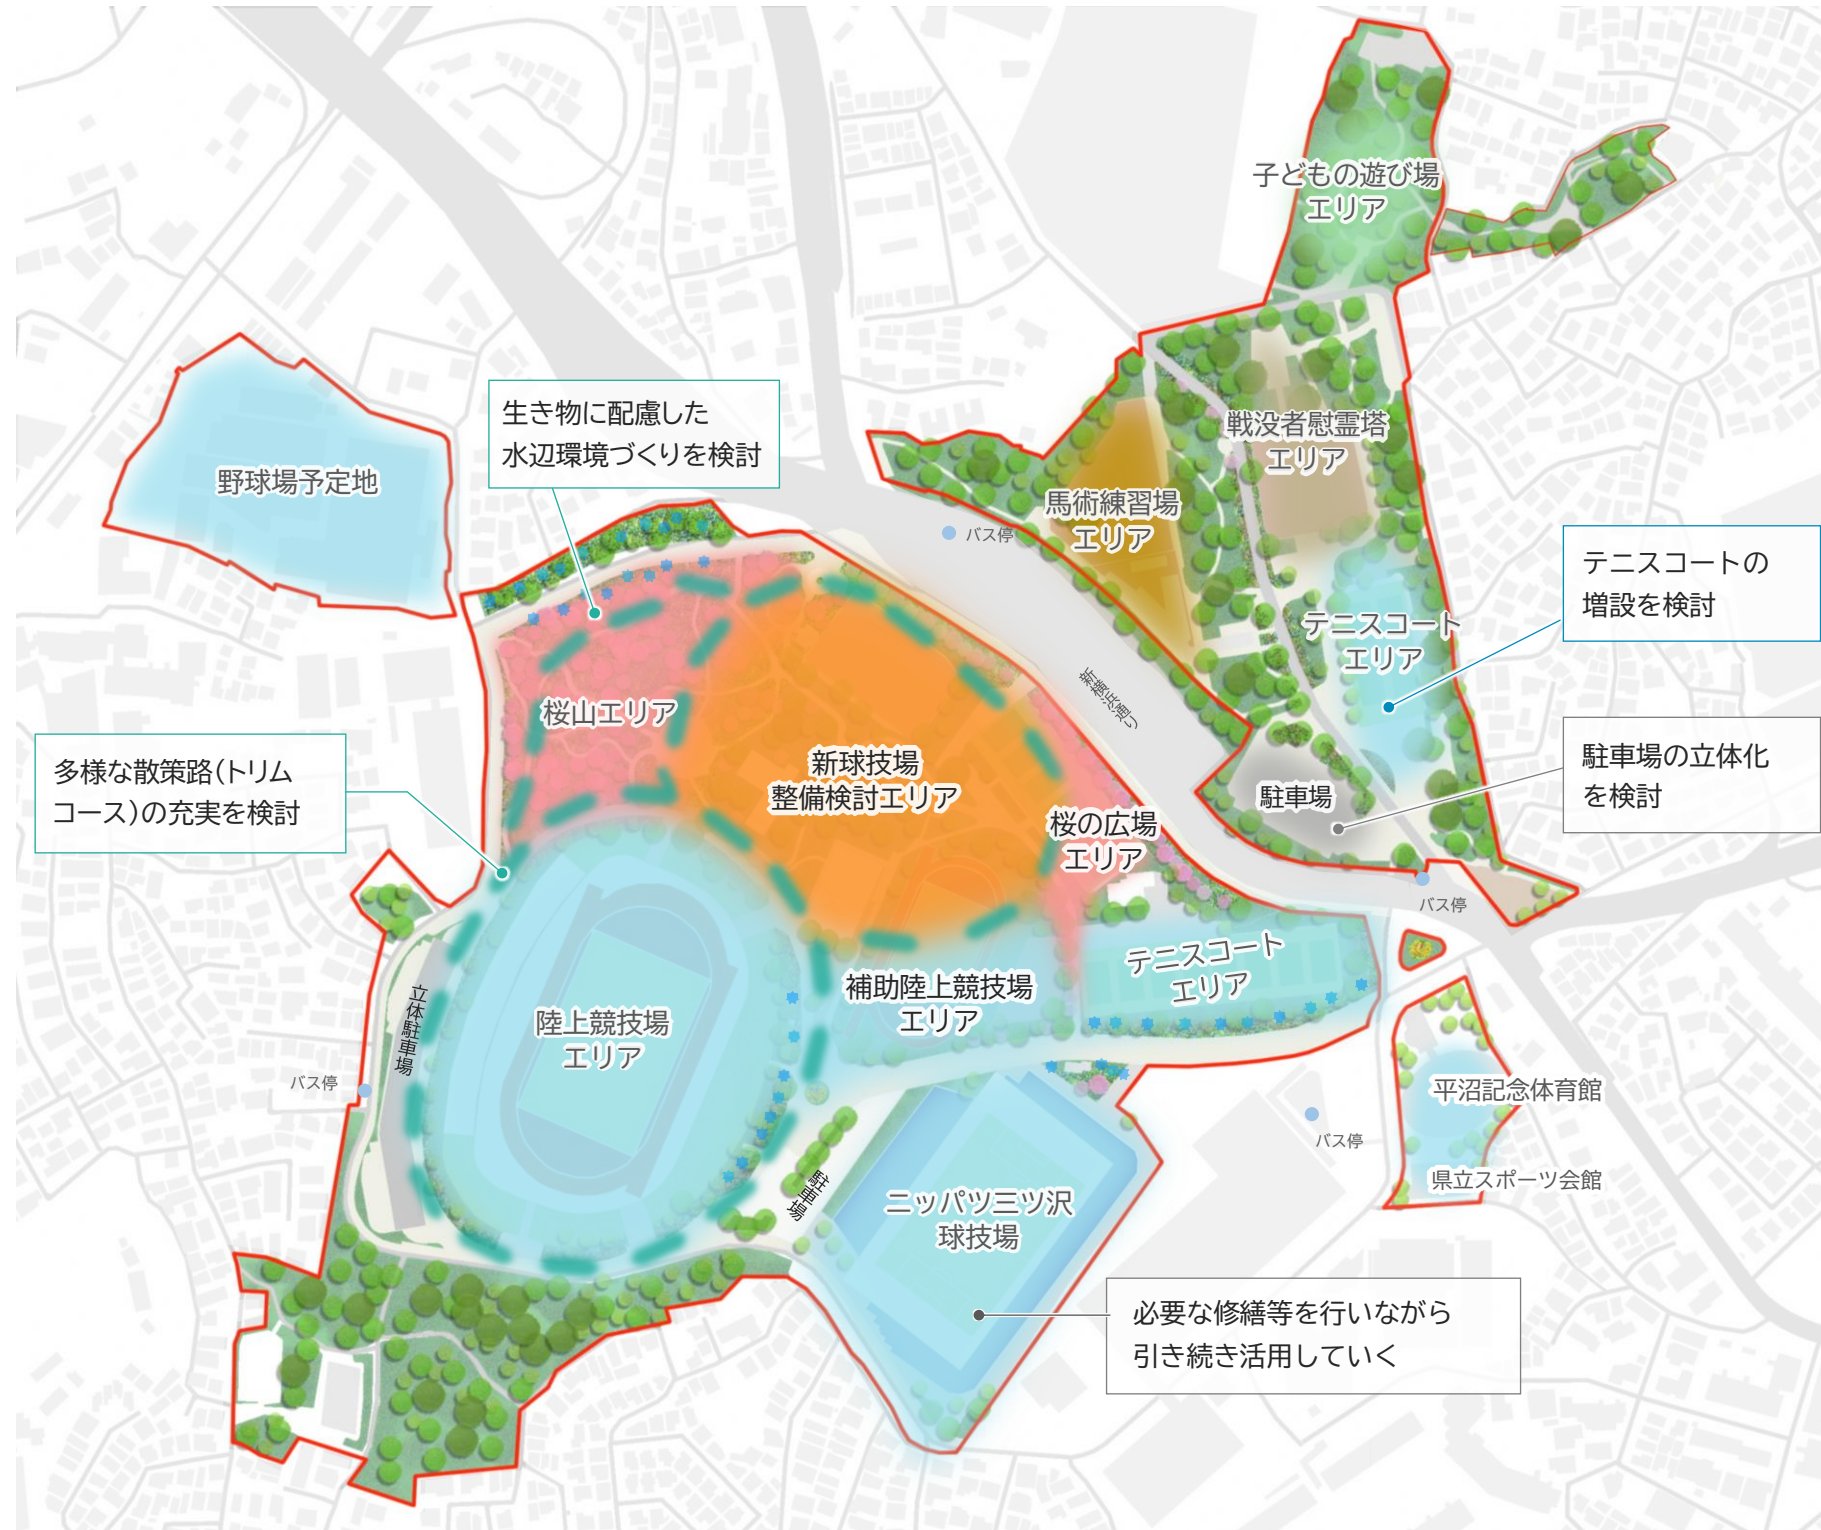 子どもの遊び場
エリア
戦没者慰霊塔
エリア
生き物に配慮した
水辺環境づくりを検討
野球場予定地
馬術練習場
エリア
バス停
テニスコートの
増設を検討
テニスコート
エリア
新横浜通り
桜山エリア
多様な散策路(トリム
コース)の充実を検討
新球技場
整備検討エリア
駐車場の立体化
を検討
駐車場
桜の広場
エリア
バス停
テニスコート
エリア
補助陸上競技場
エリア
立体駐車場
陸上競技場
エリア
バス停
平沼記念体育館
バス停
県立スポーツ会館
駐車場
ニッパツ三ツ沢
球技場
必要な修繕等を行いながら
引き続き活用していく